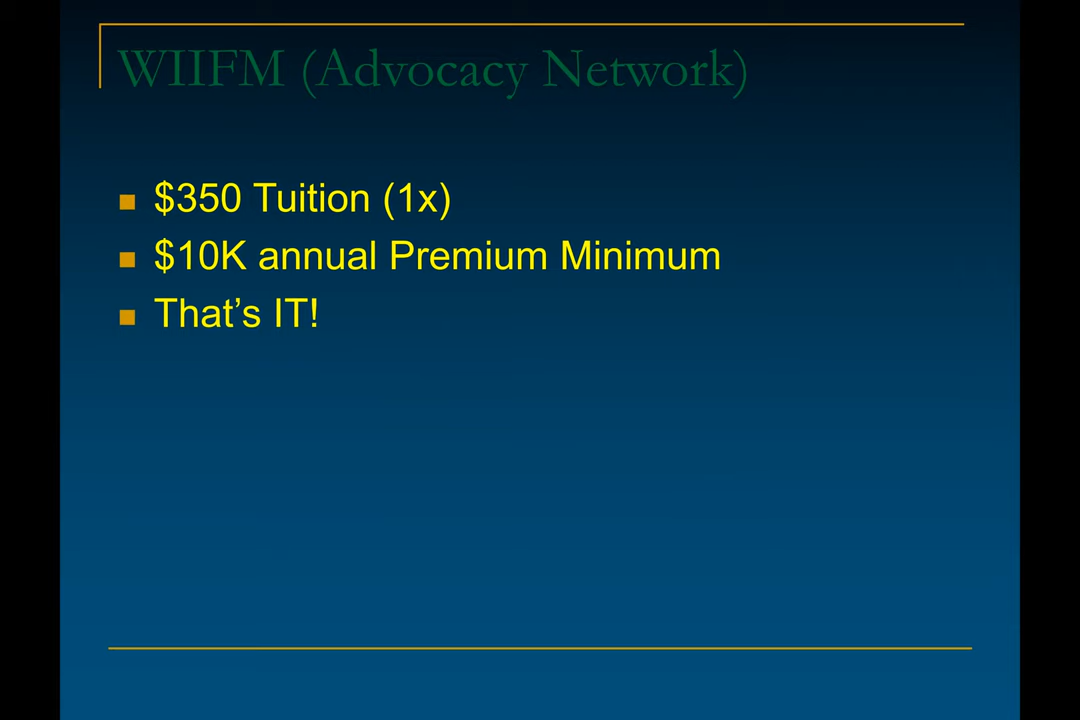 WIIFM (Advocacy Network)
$350 Tuition (1x)
$10K annual Premium Minimum
That’s IT!